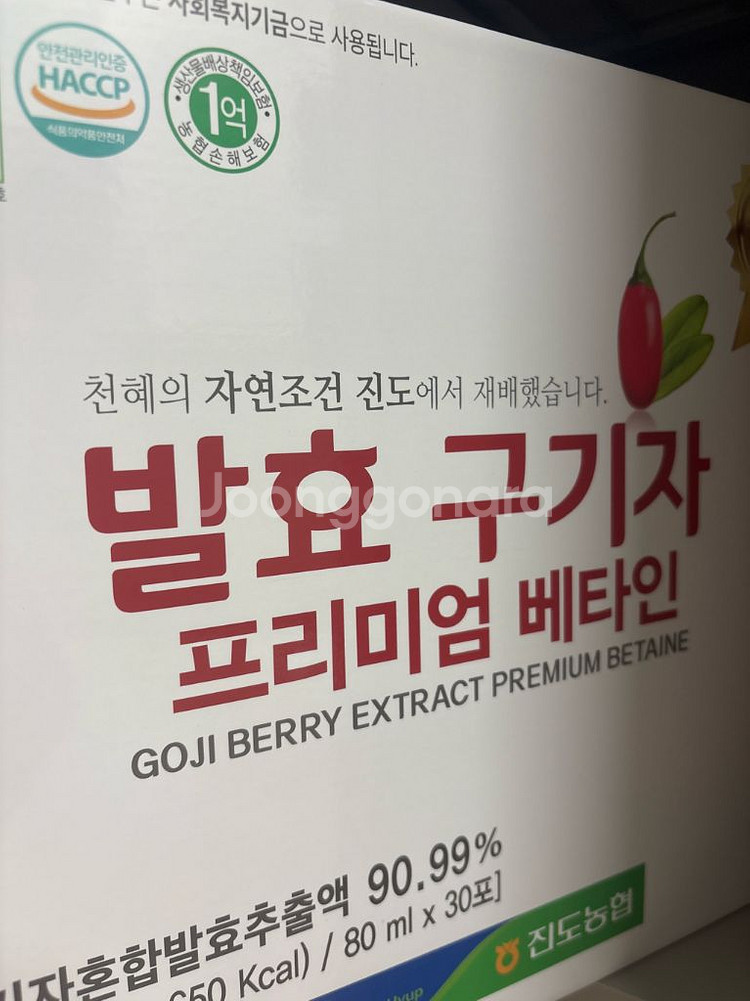 사회복지기금으로 사용됩니다.
안전관리인증
HACCP
식품의약품안전처
생산물배상책임보험
1억
농협손해보험
천혜의 자연조건 진도에서 재배했습니다.
발효 구기자
Joonggonara
프리미엄 베타인
GOJI BERRY EXTRACT PREMIUM BETAINE
기자혼합발효추출액 90.99%
650 Kcal) / 80 ml x 30포]
진도농협